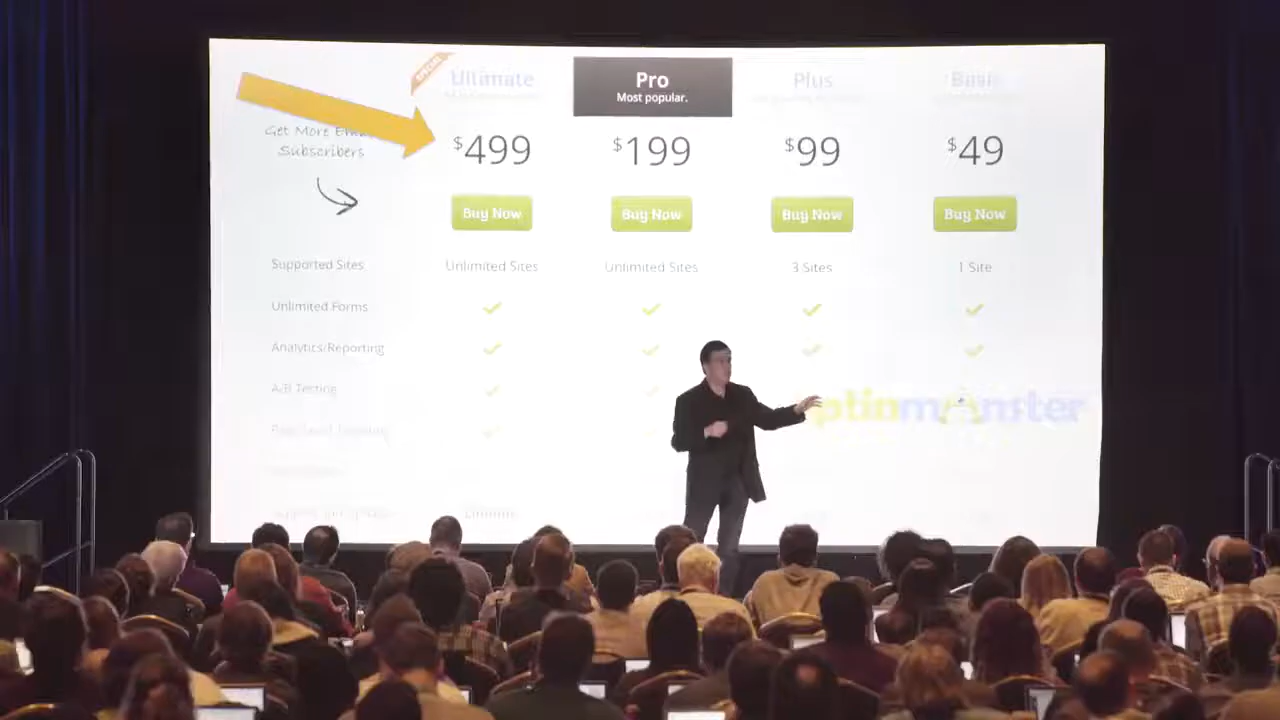 SPECIAL
Ultimate
Pro
Most popular.
Plus
Basic
Get More Email
Subscribers
$499
$199
$99
$49
Buy Now
Buy Now
Buy Now
Buy Now
Supported Sites
Unlimited Sites
Unlimited Sites
3 Sites
1 Site
Unlimited Forms
Analytics/Reporting
A/B Testing
optinmonster